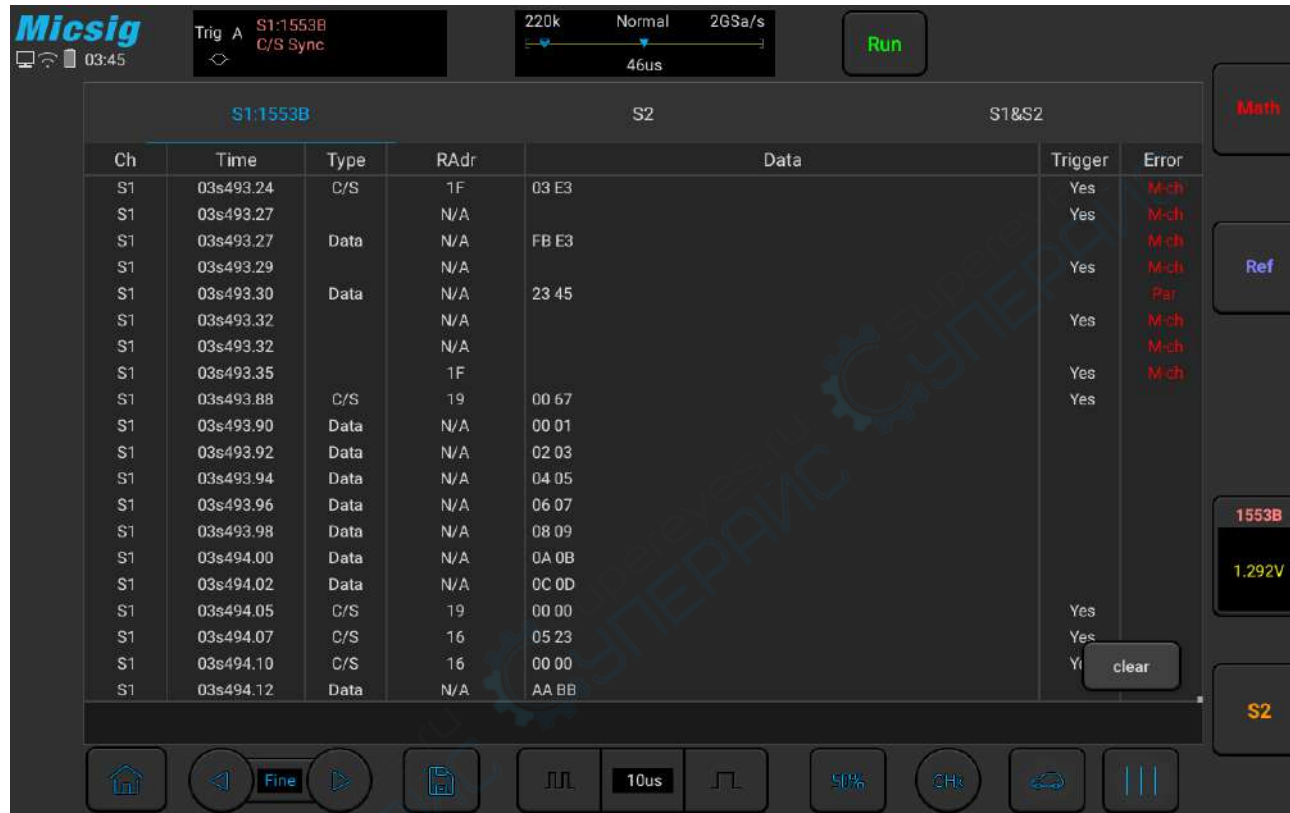 Micsig
03:45
Trig A S1:1553B
C/S Sync
220k Normal 2GSa/s
46us
Run
S1:1553B S2 S1&S2
Ch Time Type RAdr Data Trigger Error
S1 03s493.24 C/S 1F 03 E3 Yes M-ch
S1 03s493.27 N/A Yes M-ch
S1 03s493.27 Data N/A FB E3 M-ch
S1 03s493.29 N/A Yes M-ch
S1 03s493.30 Data N/A 23 45 Par
S1 03s493.32 N/A Yes M-ch
S1 03s493.32 N/A M-ch
S1 03s493.35 1F Yes M-ch
S1 03s493.88 C/S 19 00 67 Yes
S1 03s493.90 Data N/A 00 01
S1 03s493.92 Data N/A 02 03
S1 03s493.94 Data N/A 04 05
S1 03s493.96 Data N/A 06 07
S1 03s493.98 Data N/A 08 09
S1 03s494.00 Data N/A 0A 0B
S1 03s494.02 Data N/A 0C 0D
S1 03s494.05 C/S 19 00 00 Yes
S1 03s494.07 C/S 16 05 23 Yes
S1 03s494.10 C/S 16 00 00
S1 03s494.12 Data N/A AA BB
clear
Math
Ref
1553B
1.292V
S2
Fine
10us
50%
supereyes.ru
СУПЕРАЙС